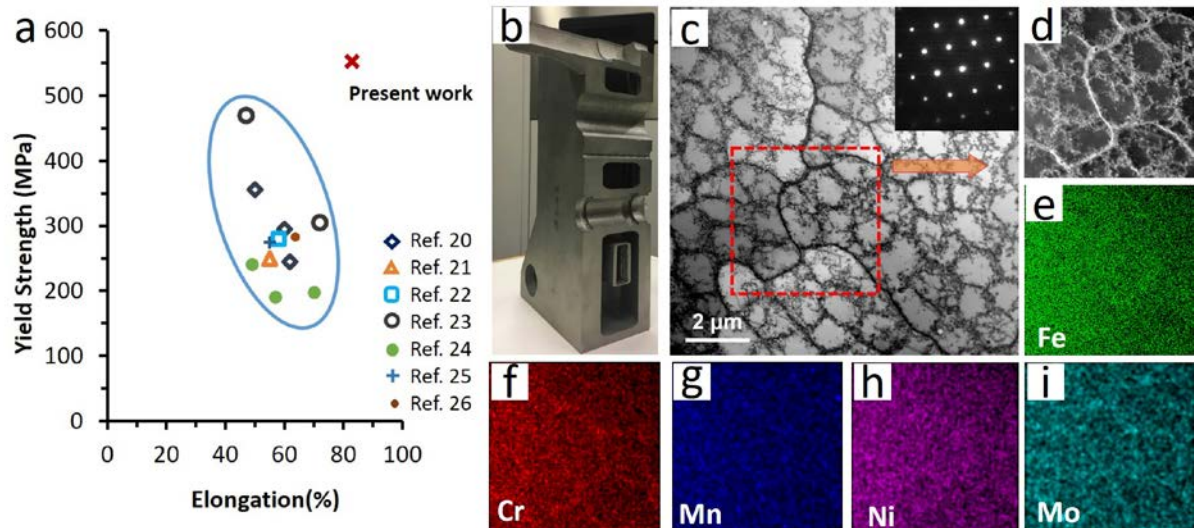 a
Yield Strength (MPa)
600
500
400
300
200
100
0
0 20 40 60 80 100
Elongation(%)
Present work
Ref. 20
Ref. 21
Ref. 22
Ref. 23
Ref. 24
Ref. 25
Ref. 26
b
c
2 µm
d
e
Fe
f
Cr
g
Mn
h
Ni
i
Mo